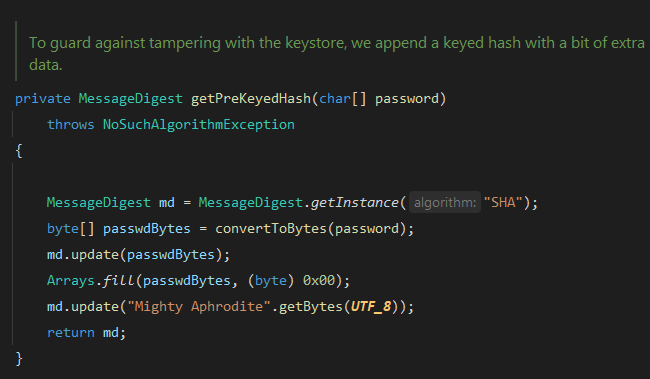 To guard against tampering with the keystore, we append a keyed hash with a bit of extra
data.
private MessageDigest getPreKeyedHash(char[] password)
    throws NoSuchAlgorithmException
{
    MessageDigest md = MessageDigest.getInstance( algorithm: "SHA");
    byte[] passwdBytes = convertToBytes(password);
    md.update(passwdBytes);
    Arrays.fill(passwdBytes, (byte) 0x00);
    md.update("Mighty Aphrodite".getBytes(UTF_8));
    return md;
}